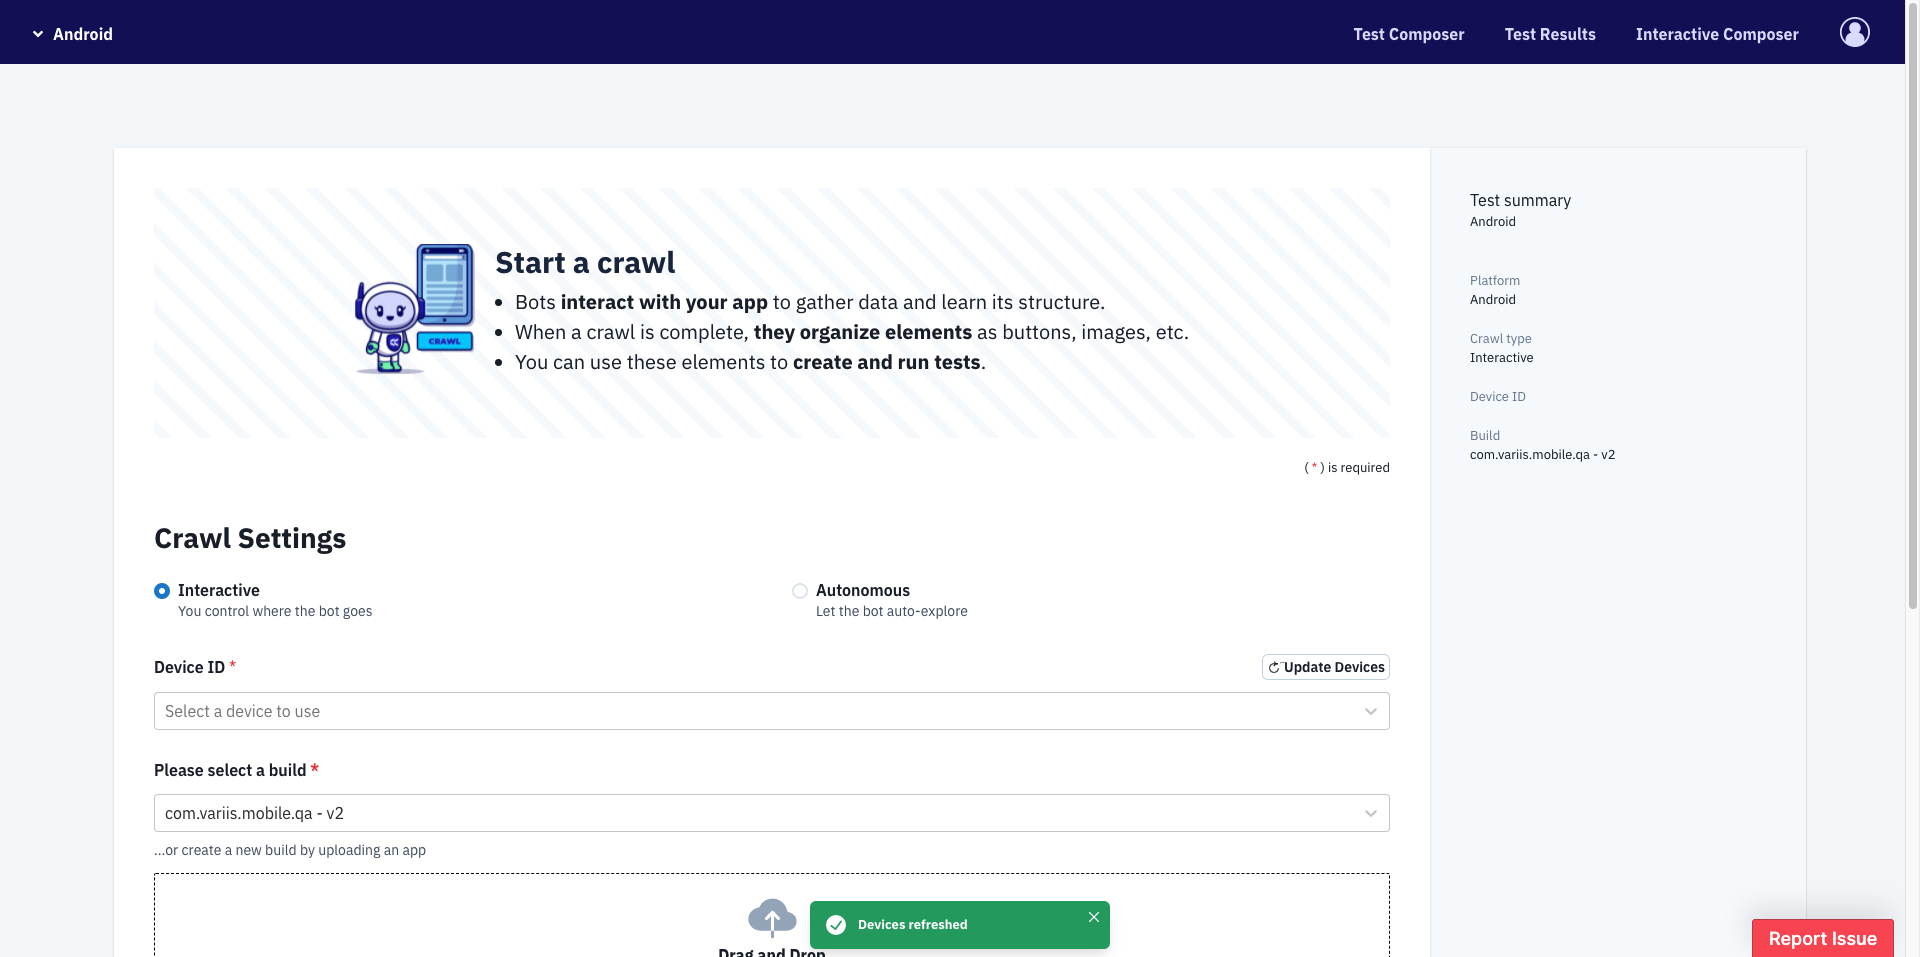 Android
Test Composer
Test Results
Interactive Composer
Start a crawl
Bots interact with your app to gather data and learn its structure.
When a crawl is complete, they organize elements as buttons, images, etc.
You can use these elements to create and run tests.
CRAWL
( * ) is required
Crawl Settings
Interactive
You control where the bot goes
Autonomous
Let the bot auto-explore
Device ID *
Update Devices
Select a device to use
Please select a build *
com.variis.mobile.qa - v2
...or create a new build by uploading an app
Drag and Drop
Devices refreshed
Test summary
Android
Platform
Android
Crawl type
Interactive
Device ID
Build
com.variis.mobile.qa - v2
Report Issue